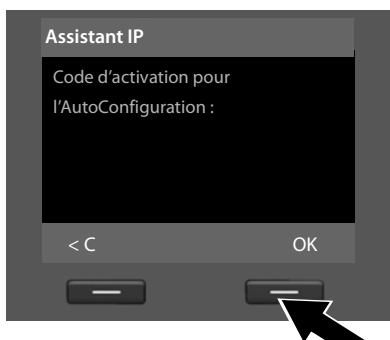 Assistant IP
Code d’activation pour
l’AutoConfiguration :
< C OK